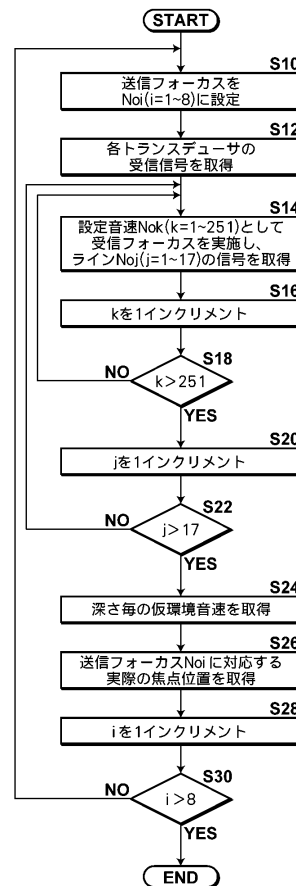 START
S10
送信フォーカスを
Noi(i=1~8)に設定
S12
各トランスデューサの
受信信号を取得
S14
設定音速Nok(k=1~251)として
受信フォーカスを実施し、
ラインNoj(j=1~17)の信号を取得
S16
kを1インクリメント
S18
NO
k>251
YES
S20
jを1インクリメント
S22
NO
j>17
YES
S24
深さ毎の仮環境音速を取得
S26
送信フォーカスNoiに対応する
実際の焦点位置を取得
S28
iを1インクリメント
S30
NO
i>8
YES
END